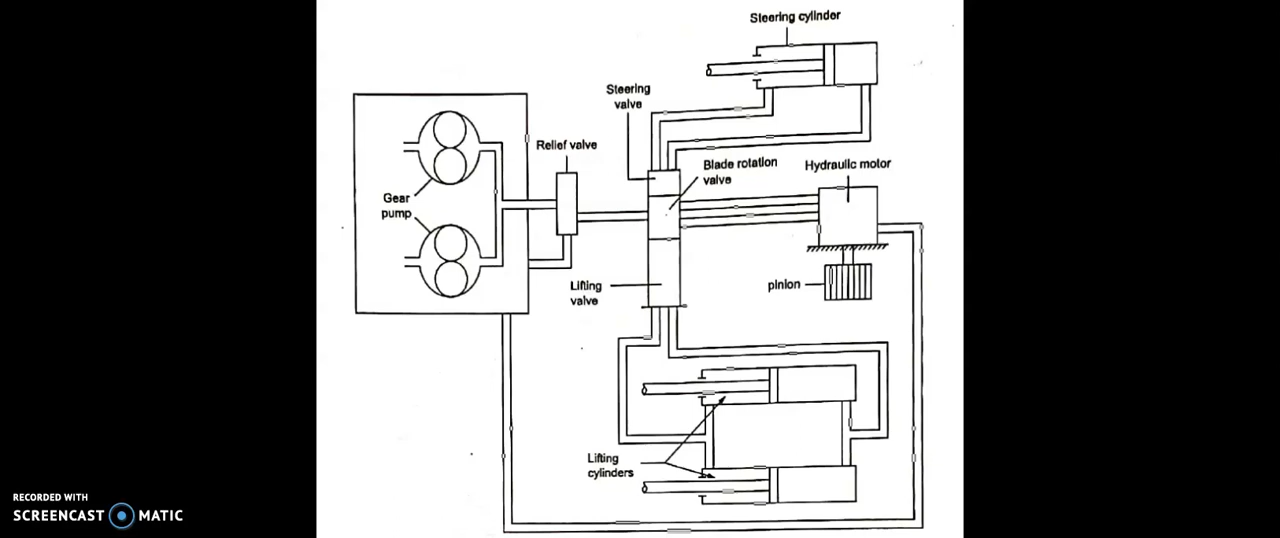 Steering cylinder
Steering
valve
Relief valve
Blade rotation
valve
Hydraulic motor
Gear
pump
Lifting
valve
pinion
Lifting
cylinders
RECORDED WITH
SCREENCAST MATIC